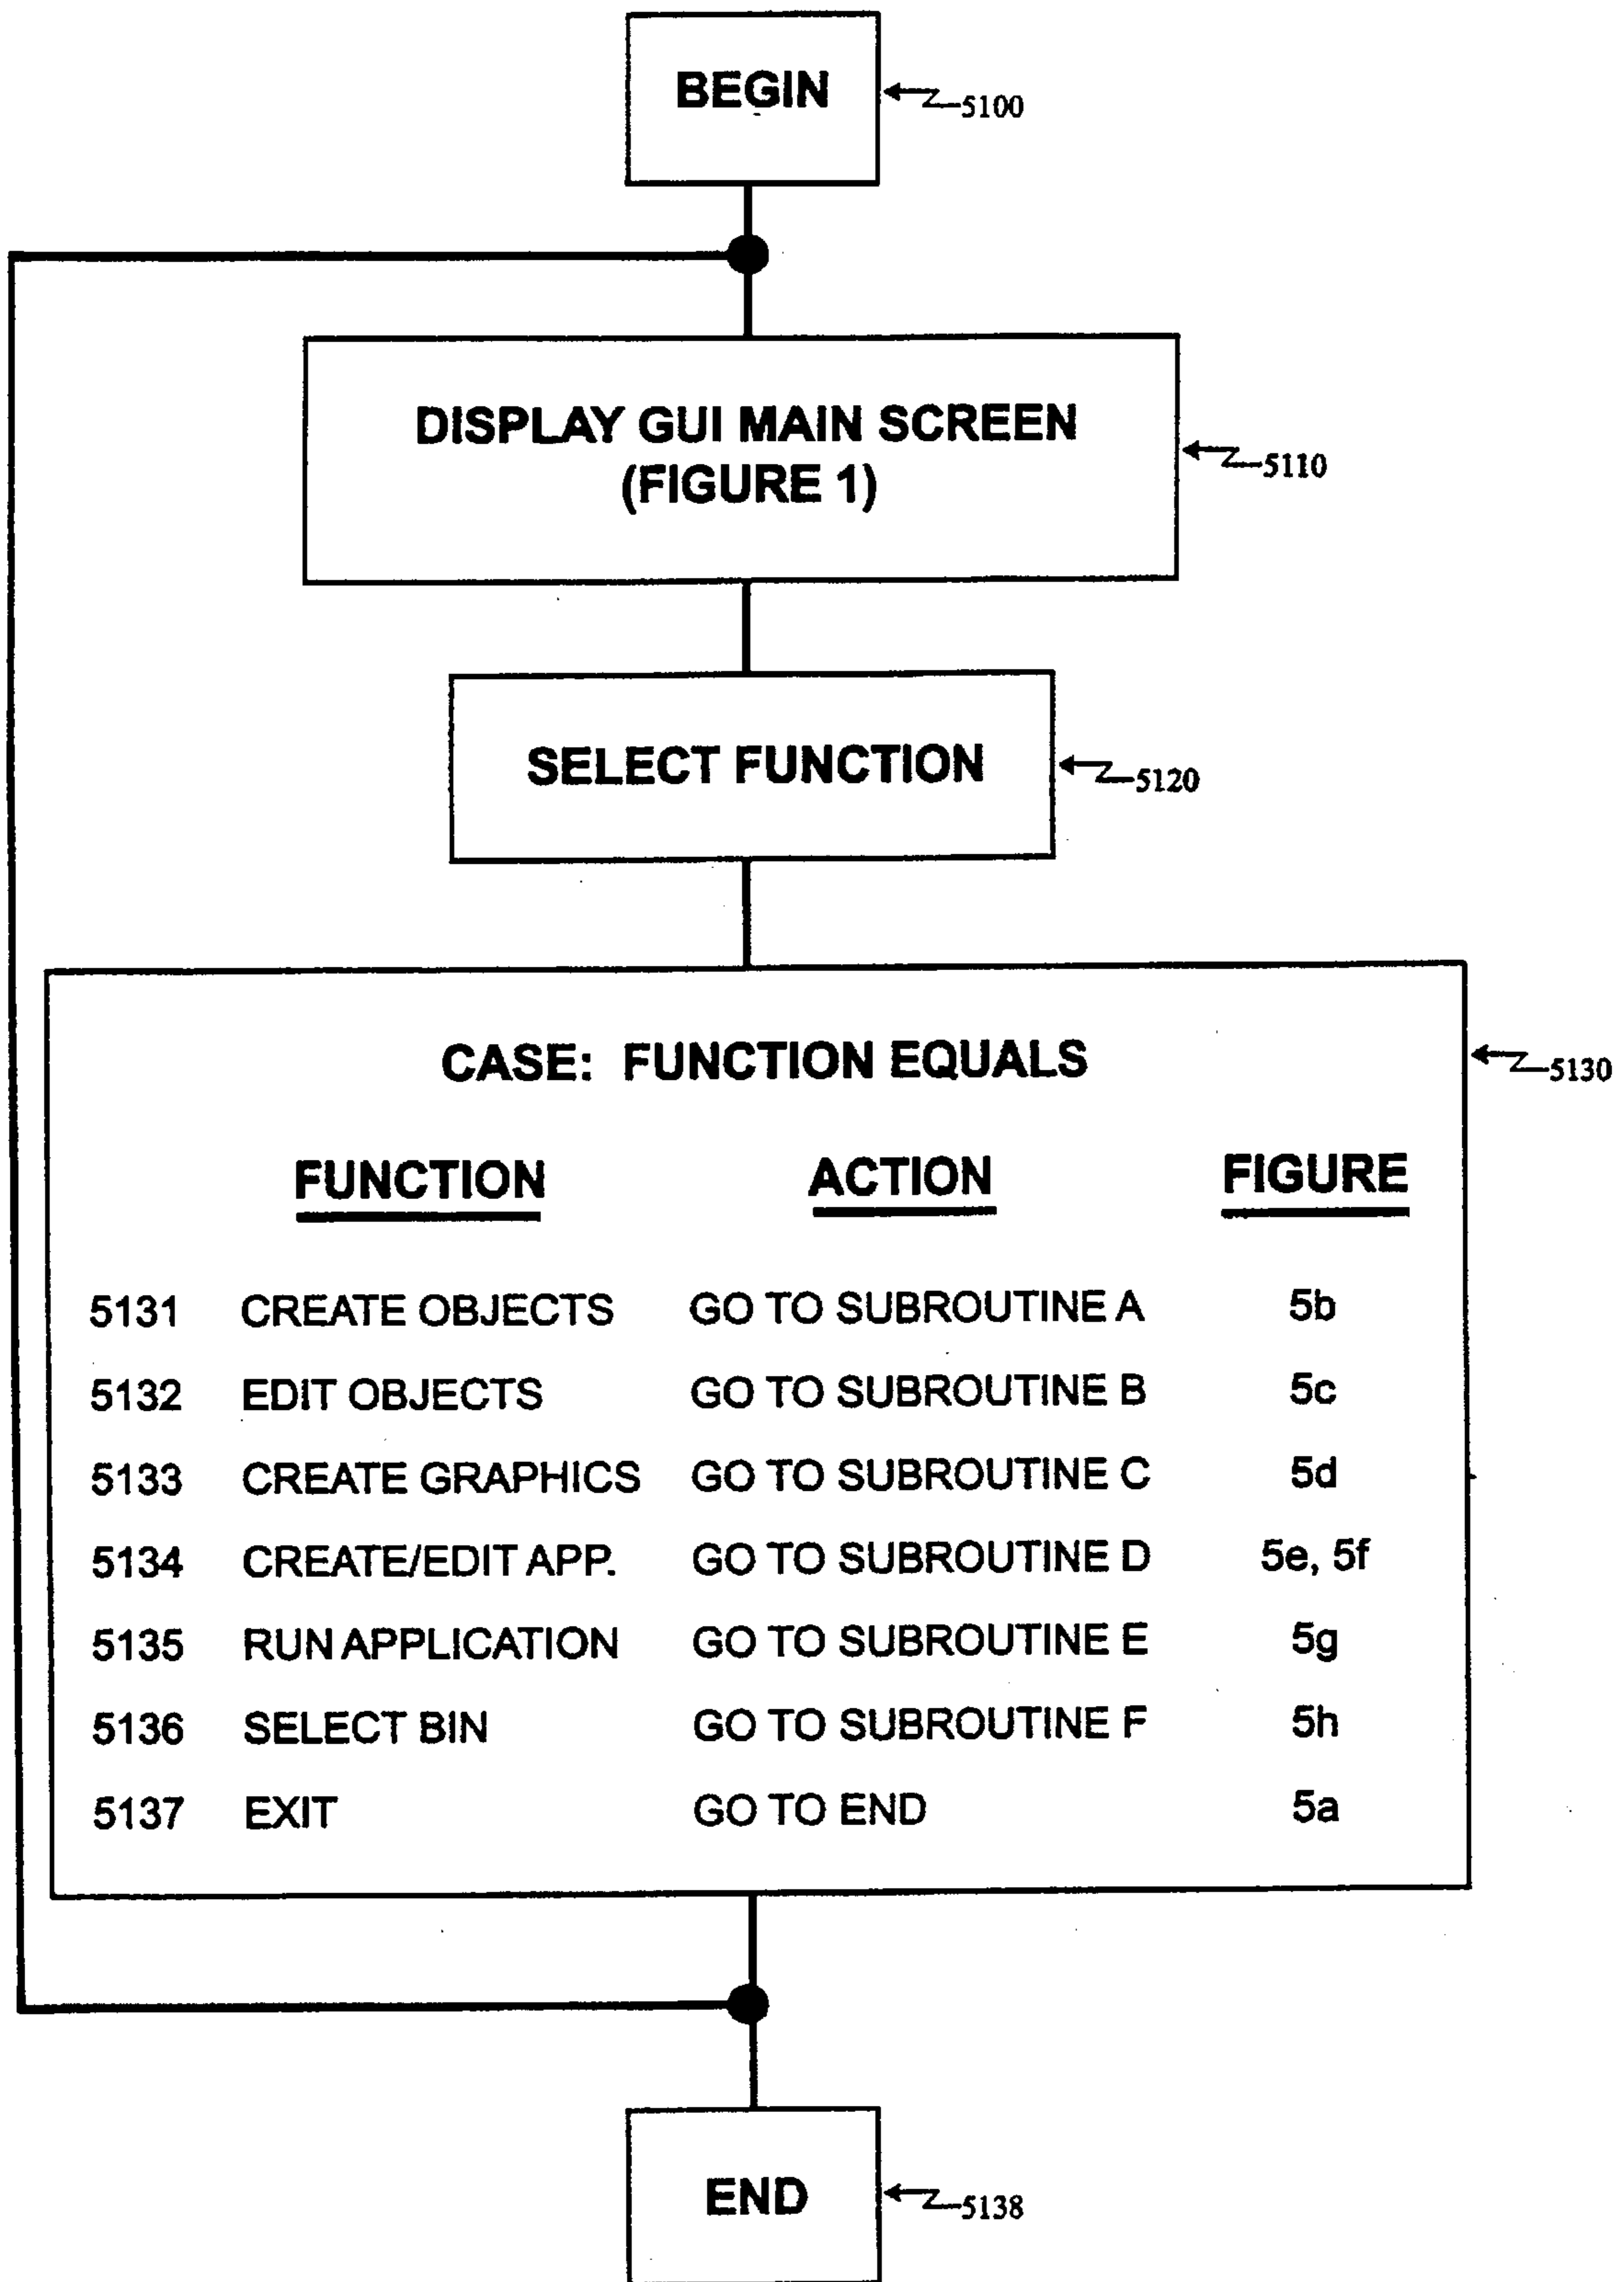 BEGIN
5100
DISPLAY GUI MAIN SCREEN
(FIGURE 1)
5110
SELECT FUNCTION
5120
CASE: FUNCTION EQUALS
5130
FUNCTION ACTION FIGURE
5131 CREATE OBJECTS GO TO SUBROUTINE A 5b
5132 EDIT OBJECTS GO TO SUBROUTINE B 5c
5133 CREATE GRAPHICS GO TO SUBROUTINE C 5d
5134 CREATE/EDIT APP. GO TO SUBROUTINE D 5e, 5f
5135 RUN APPLICATION GO TO SUBROUTINE E 5g
5136 SELECT BIN GO TO SUBROUTINE F 5h
5137 EXIT GO TO END 5a
END
5138